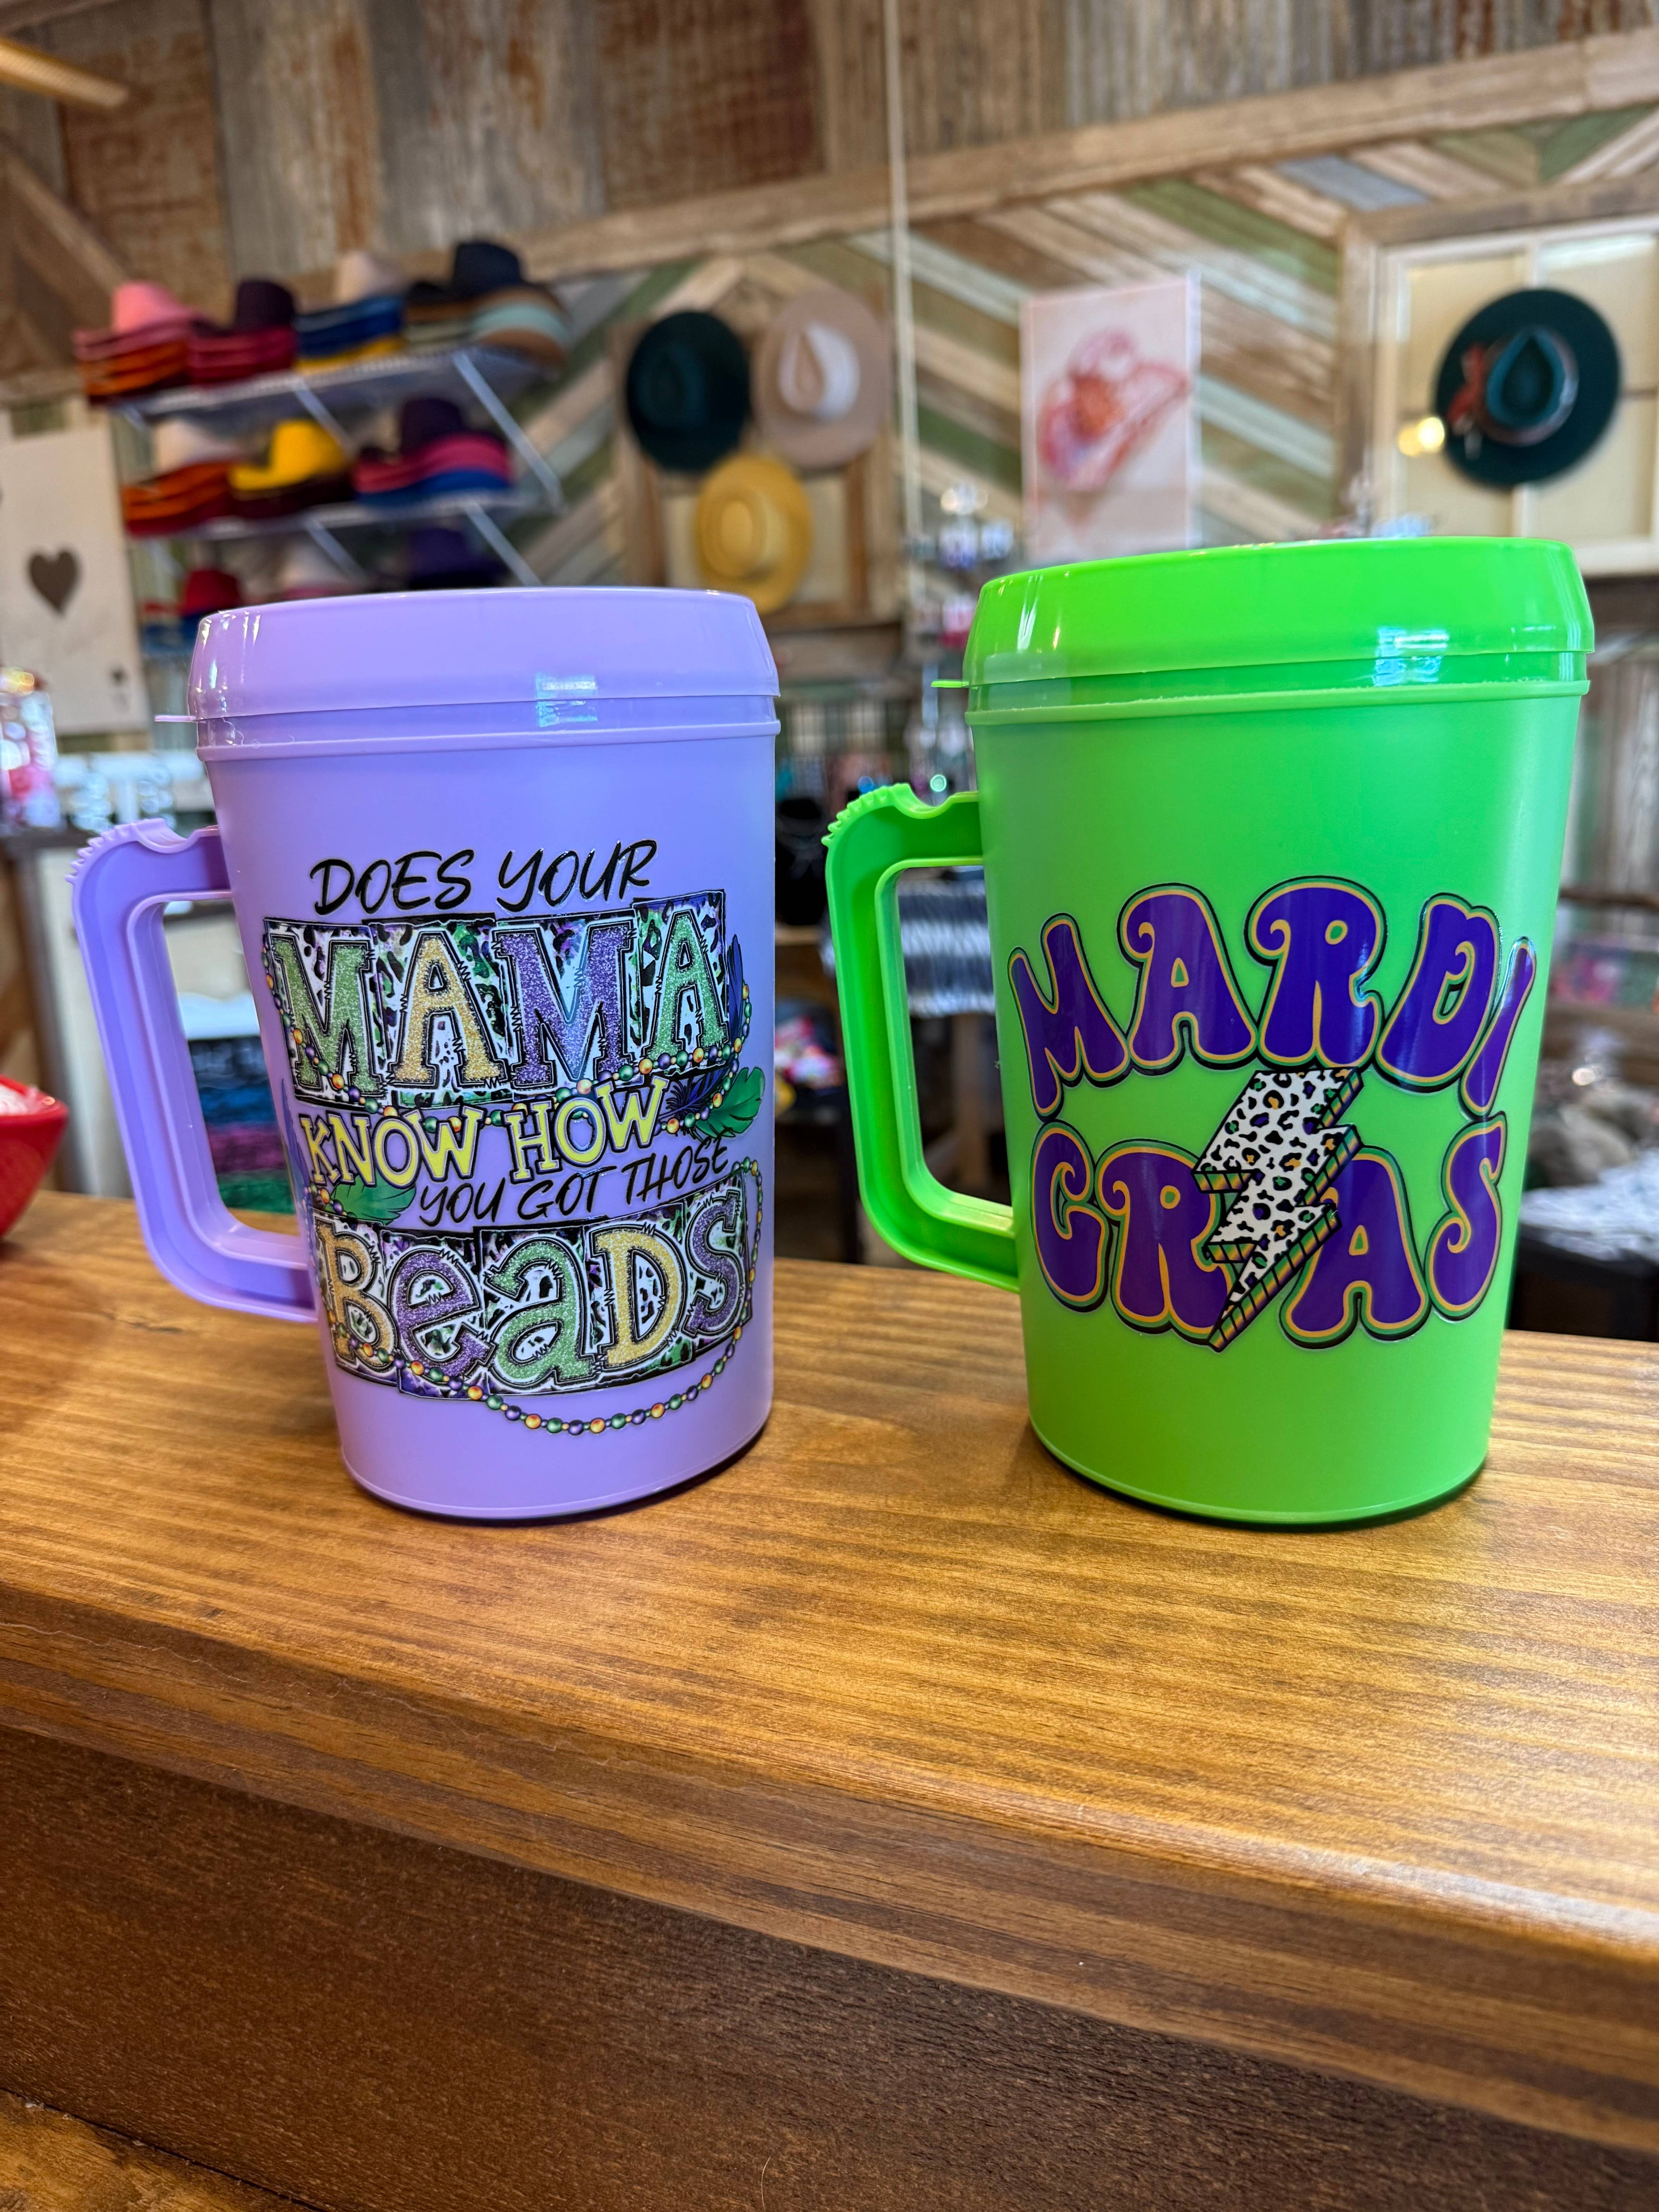 DOES YOUR
MAMA
KNOW HOW
YOU GOT THOSE
BeaDS
MARDI
GRAS